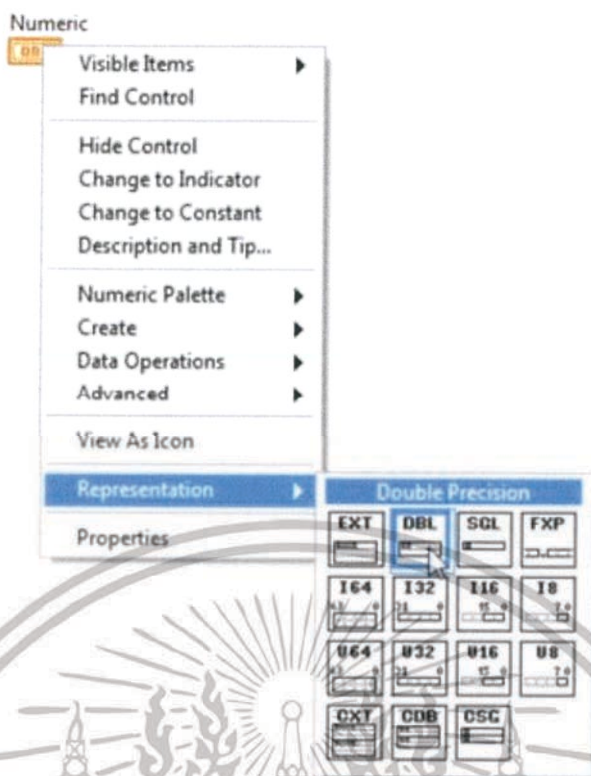 Numeric
DB
Visible Items
Find Control
Hide Control
Change to Indicator
Change to Constant
Description and Tip...
Numeric Palette
Create
Data Operations
Advanced
View As Icon
Representation
Properties
Double Precision
EXT DBL SGL FXP
I64 I32 I16 I8
U64 U32 U16 U8
CXT CDB CSG